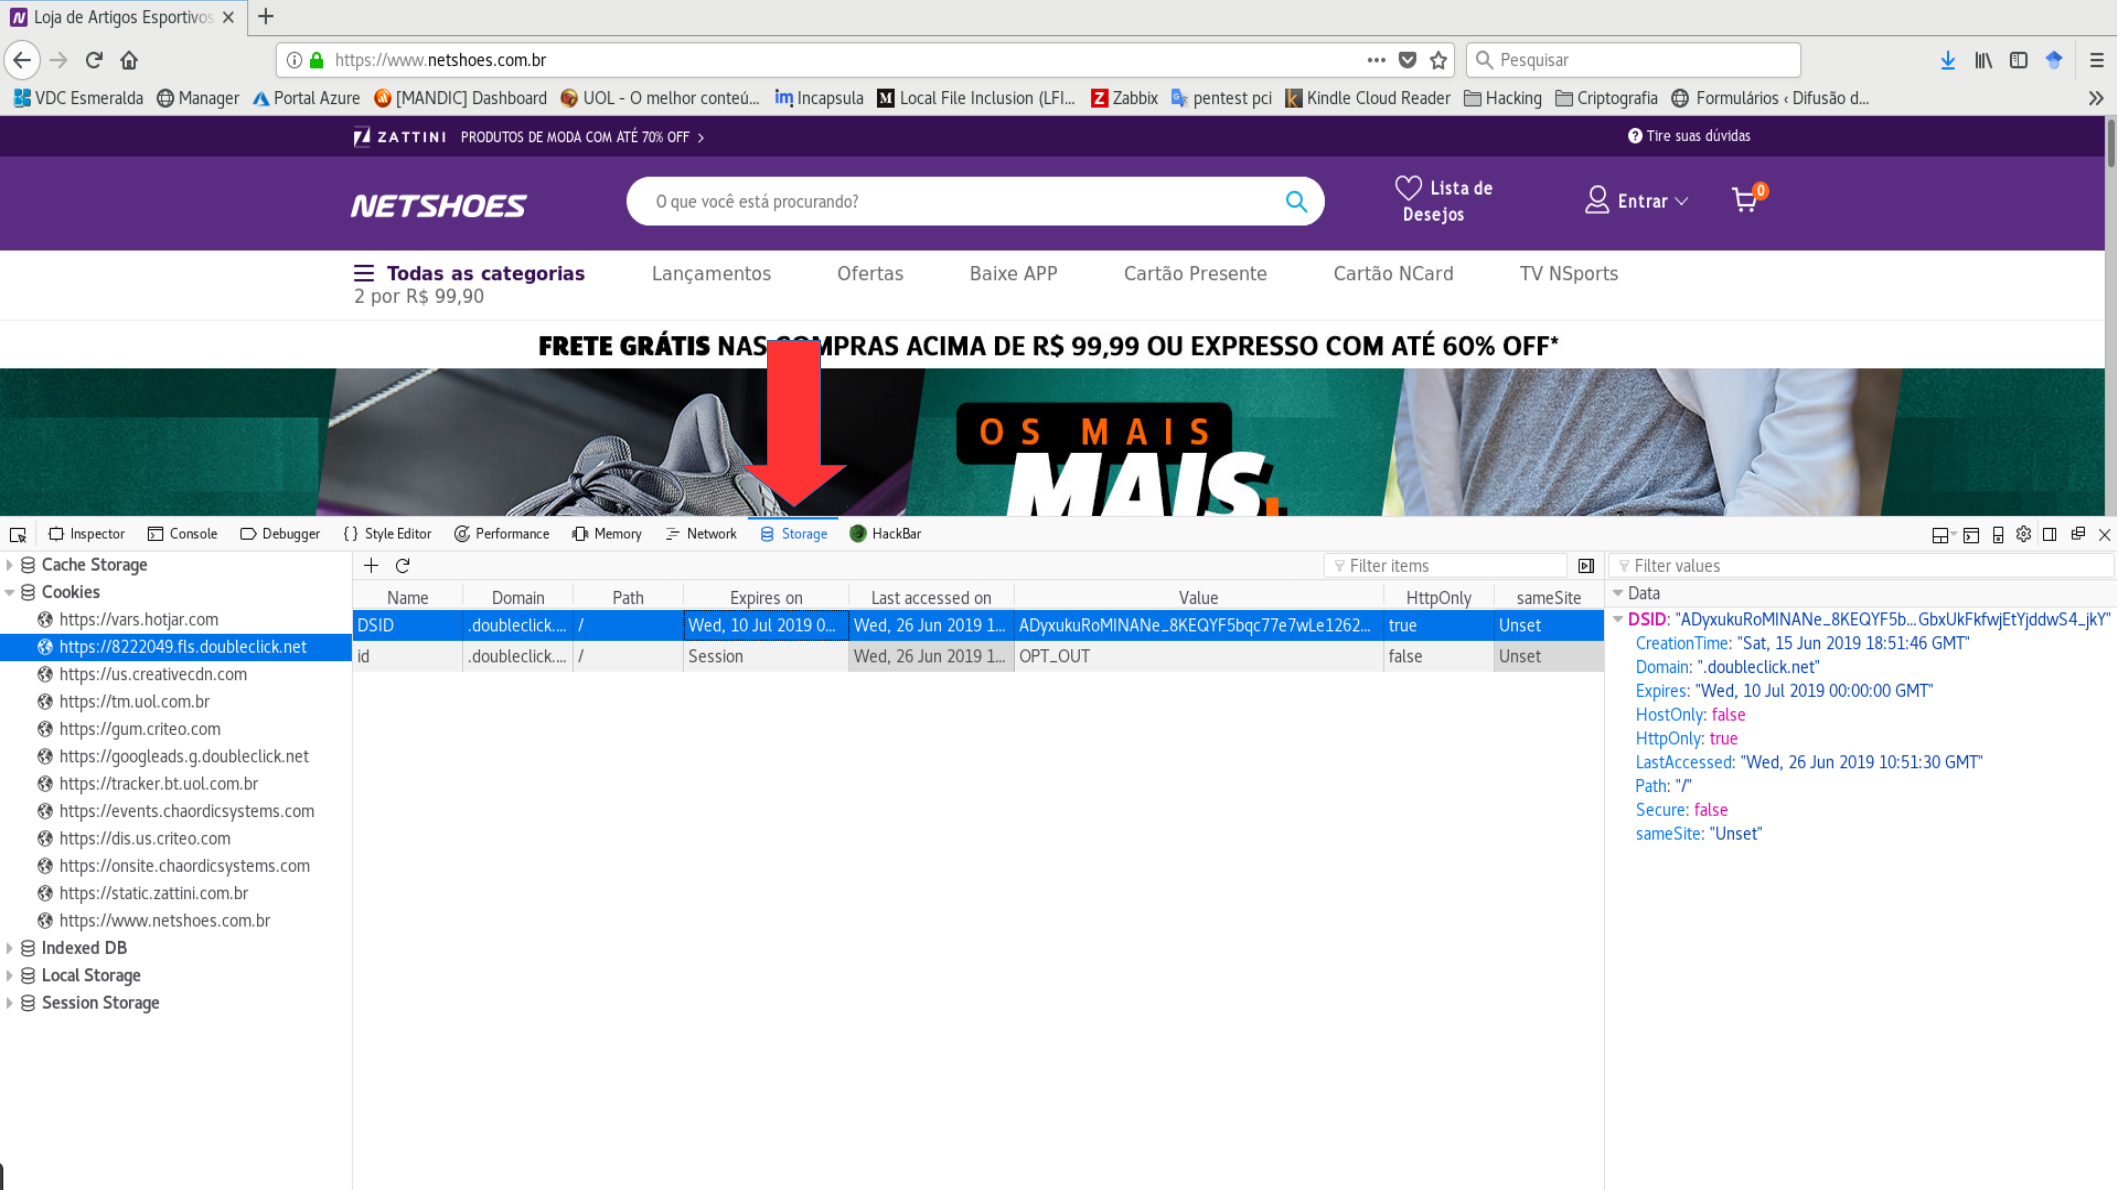 Loja de Artigos Esportivos
https://www.netshoes.com.br
Pesquisar
VDC Esmeralda Manager Portal Azure [MANDIC] Dashboard UOL - O melhor conteú... Incapsula Local File Inclusion (LFI... Zabbix pentest pci Kindle Cloud Reader Hacking Criptografia Formulários ‹ Difusão d...
ZATTINI PRODUTOS DE MODA COM ATÉ 70% OFF
Tire suas dúvidas
NETSHOES
O que você está procurando?
Lista de
Desejos
Entrar
0
Todas as categorias Lançamentos Ofertas Baixe APP Cartão Presente Cartão NCard TV NSports
2 por R$ 99,90
FRETE GRÁTIS NAS COMPRAS ACIMA DE R$ 99,99 OU EXPRESSO COM ATÉ 60% OFF*
OS MAIS
MAIS.
Inspector Console Debugger Style Editor Performance Memory Network Storage HackBar
Cache Storage
Cookies
https://vars.hotjar.com
https://8222049.fls.doubleclick.net
https://us.creativecdn.com
https://tm.uol.com.br
https://gum.criteo.com
https://googleads.g.doubleclick.net
https://tracker.bt.uol.com.br
https://events.chaordicsystems.com
https://dis.us.criteo.com
https://onsite.chaordicsystems.com
https://static.zattini.com.br
https://www.netshoes.com.br
Indexed DB
Local Storage
Session Storage
Filter items
Name Domain Path Expires on Last accessed on Value HttpOnly sameSite
DSID .doubleclick.... / Wed, 10 Jul 2019 0... Wed, 26 Jun 2019 1... ADyxukuRoMINANe_8KEQYF5bqc77e7wLe1262... true Unset
id .doubleclick.... / Session Wed, 26 Jun 2019 1... OPT_OUT false Unset
Filter values
Data
DSID: "ADyxukuRoMINANe_8KEQYF5b...GbxUkFkfwjEtYjddwS4_jkY"
CreationTime: "Sat, 15 Jun 2019 18:51:46 GMT"
Domain: ".doubleclick.net"
Expires: "Wed, 10 Jul 2019 00:00:00 GMT"
HostOnly: false
HttpOnly: true
LastAccessed: "Wed, 26 Jun 2019 10:51:30 GMT"
Path: "/"
Secure: false
sameSite: "Unset"